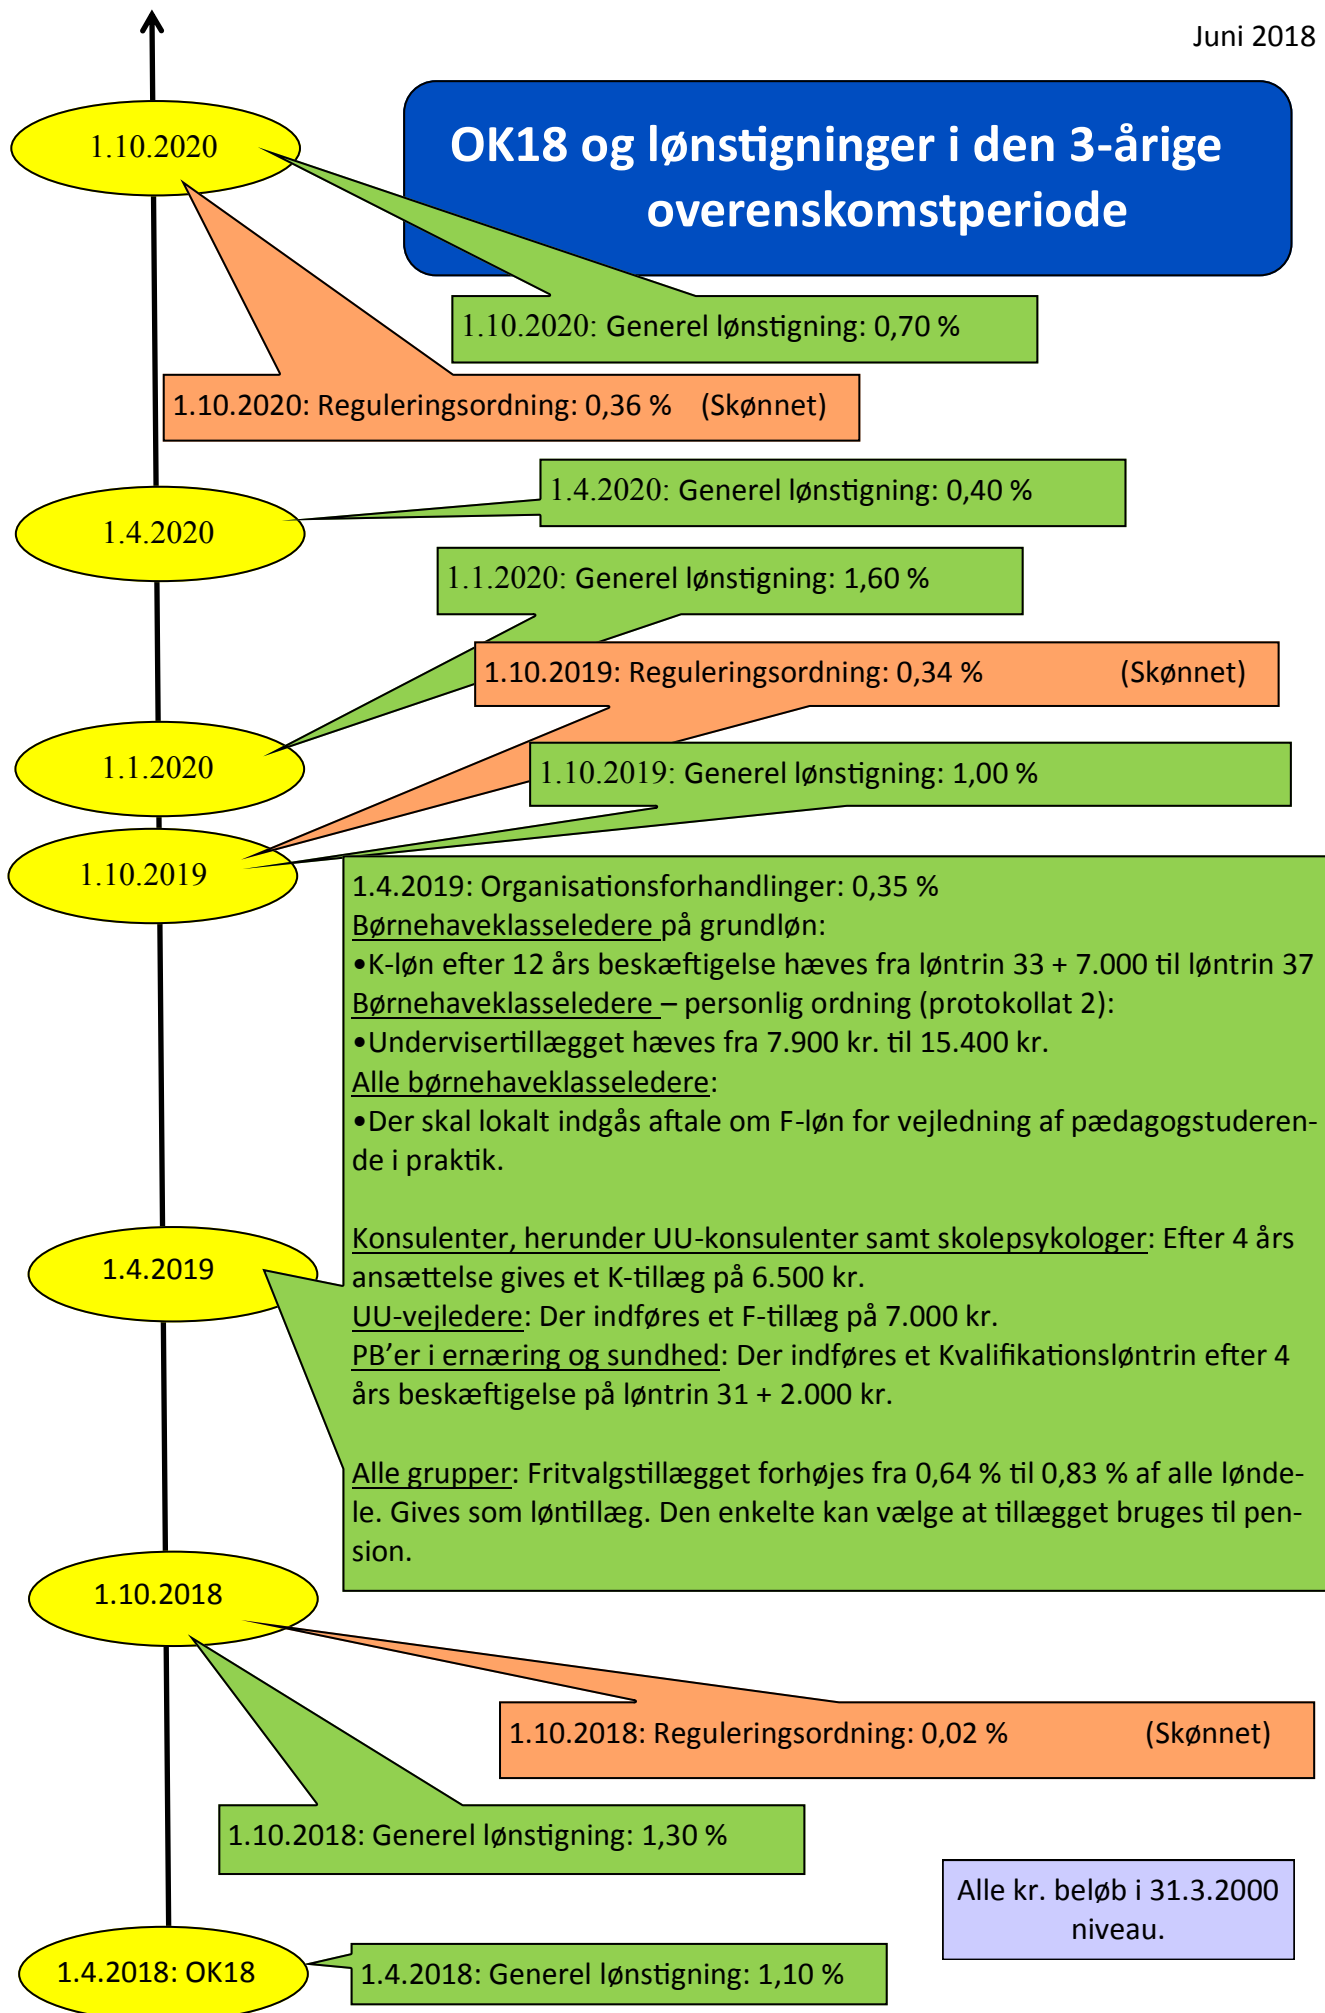 Juni 2018
OK18 og lønstigninger i den 3-årige
overenskomstperiode
1.10.2020
1.10.2020: Generel lønstigning: 0,70 %
1.10.2020: Reguleringsordning: 0,36 % (Skønnet)
1.4.2020: Generel lønstigning: 0,40 %
1.4.2020
1.1.2020: Generel lønstigning: 1,60 %
1.10.2019: Reguleringsordning: 0,34 % (Skønnet)
1.1.2020
1.10.2019: Generel lønstigning: 1,00 %
1.10.2019
1.4.2019: Organisationsforhandlinger: 0,35 %
Børnehaveklasseledere på grundløn:
•K-løn efter 12 års beskæftigelse hæves fra løntrin 33 + 7.000 til løntrin 37
Børnehaveklasseledere – personlig ordning (protokollat 2):
•Undervisertillægget hæves fra 7.900 kr. til 15.400 kr.
Alle børnehaveklasseledere:
•Der skal lokalt indgås aftale om F-løn for vejledning af pædagogstuderen-
de i praktik.
Konsulenter, herunder UU-konsulenter samt skolepsykologer: Efter 4 års
ansættelse gives et K-tillæg på 6.500 kr.
UU-vejledere: Der indføres et F-tillæg på 7.000 kr.
PB’er i ernæring og sundhed: Der indføres et Kvalifikationsløntrin efter 4
års beskæftigelse på løntrin 31 + 2.000 kr.
Alle grupper: Fritvalgstillægget forhøjes fra 0,64 % til 0,83 % af alle lønde-
le. Gives som løntillæg. Den enkelte kan vælge at tillægget bruges til pen-
sion.
1.4.2019
1.10.2018
1.10.2018: Reguleringsordning: 0,02 % (Skønnet)
1.10.2018: Generel lønstigning: 1,30 %
Alle kr. beløb i 31.3.2000
niveau.
1.4.2018: OK18
1.4.2018: Generel lønstigning: 1,10 %